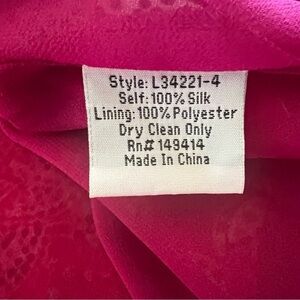 Style: L34221-4
Self: 100% Silk
Lining: 100% Polyester
Dry Clean Only
Rn# 149414
Made In China